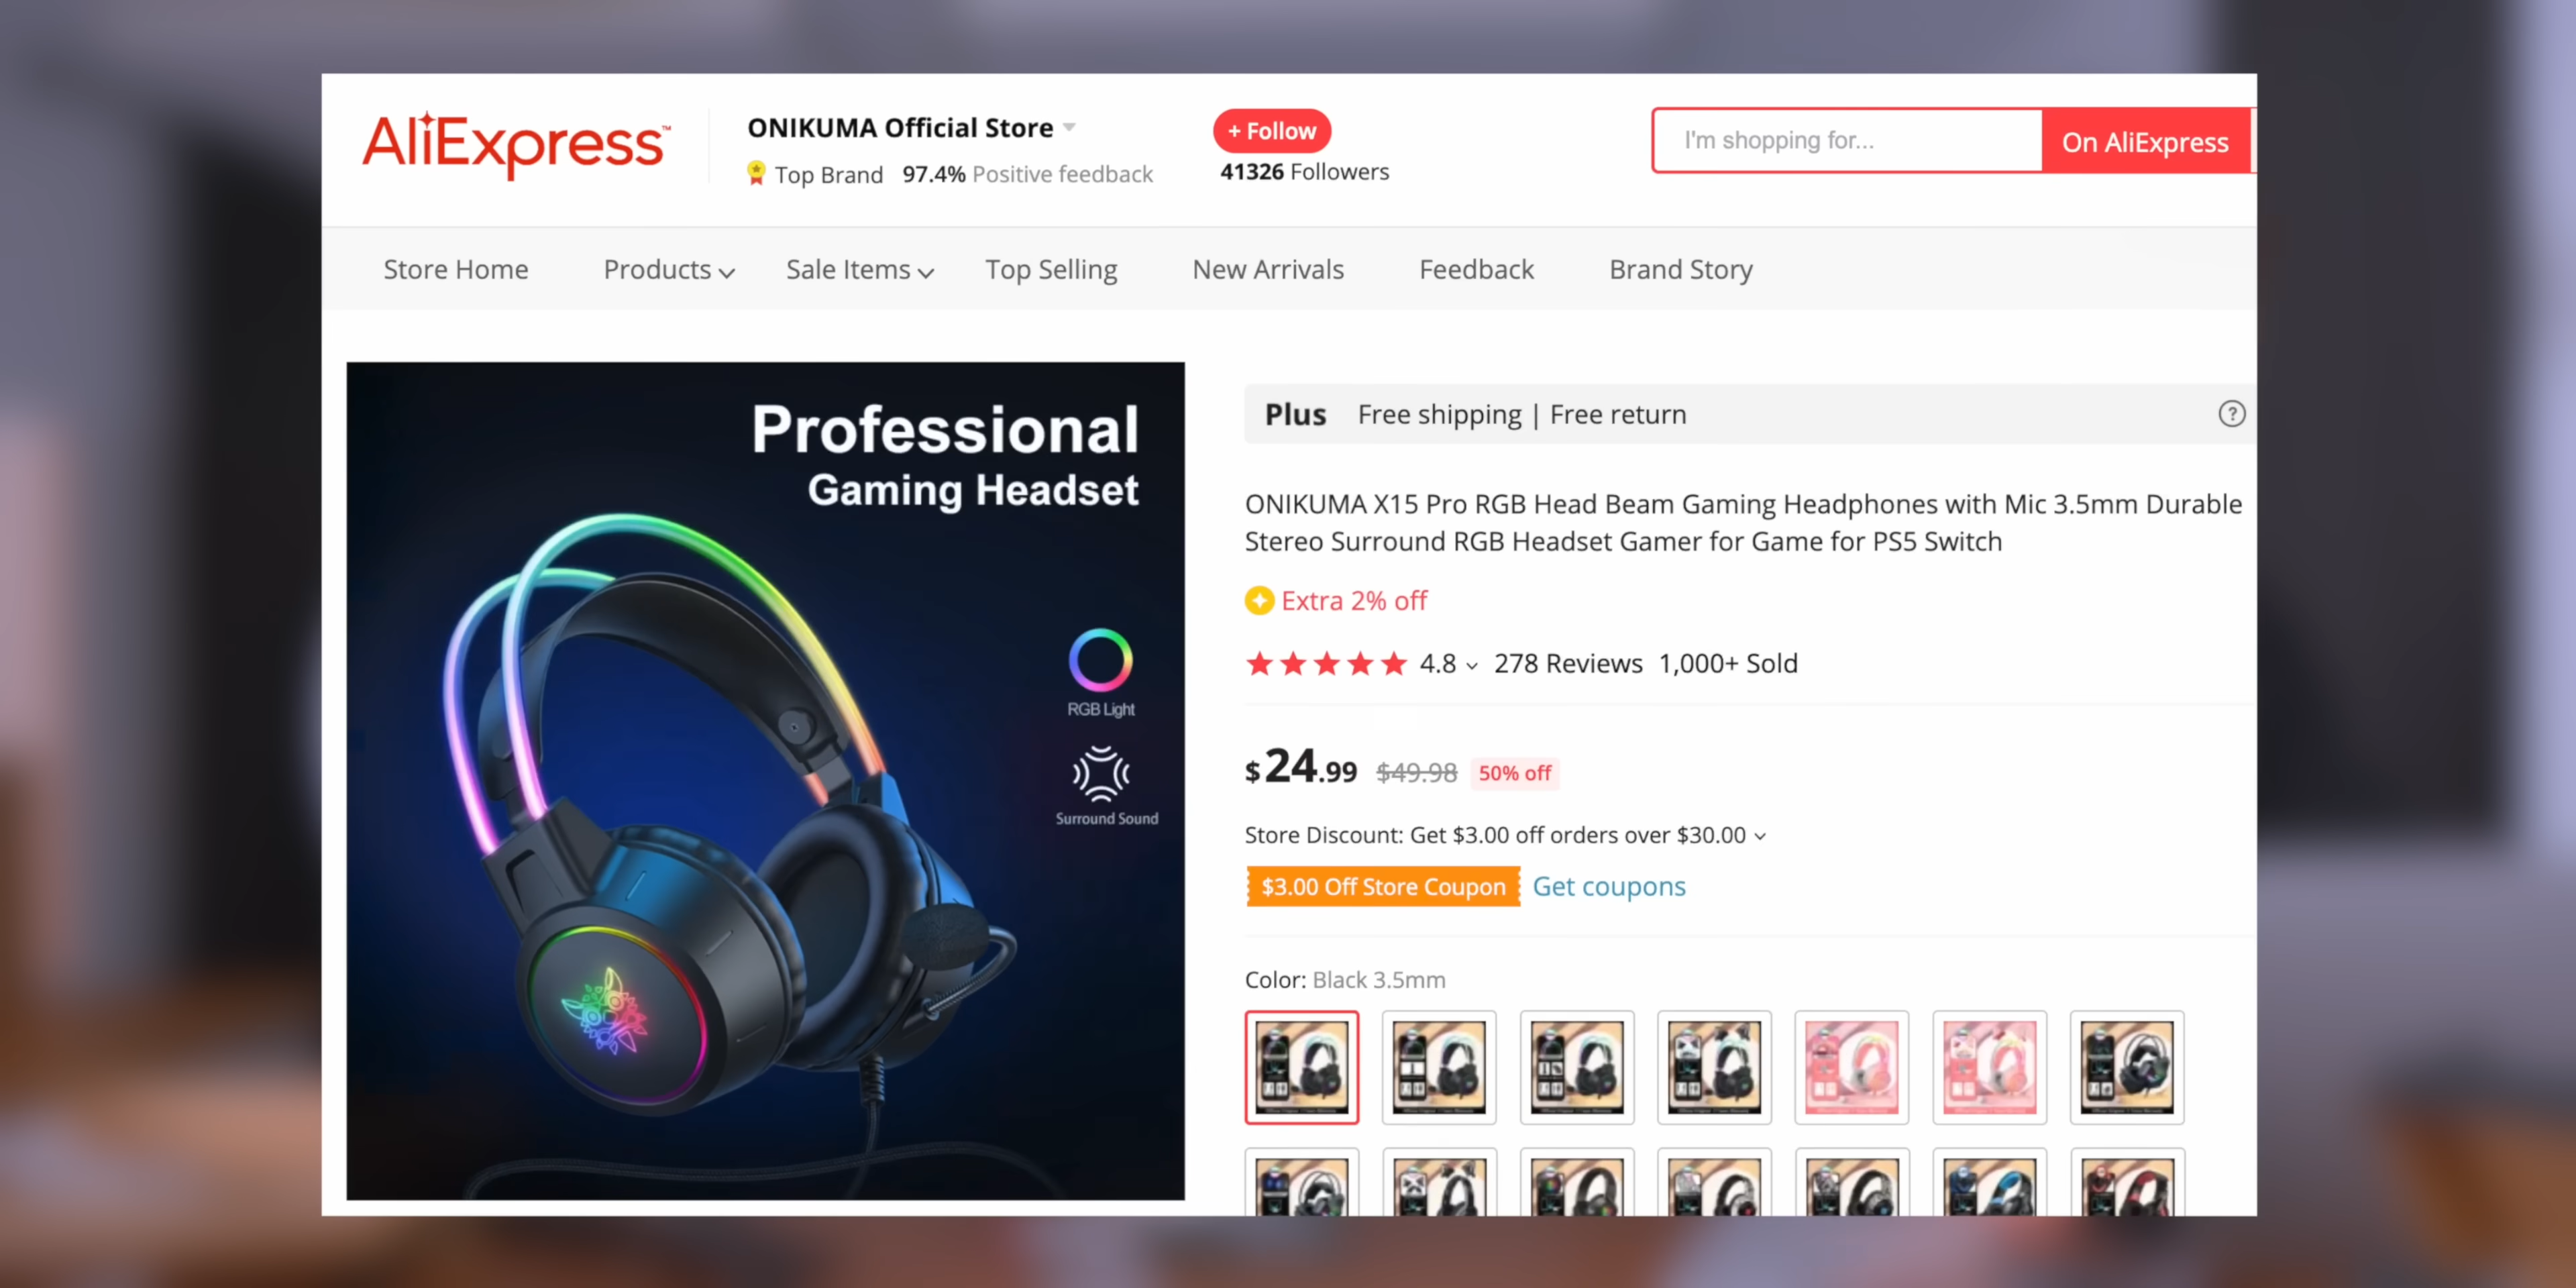 AliExpress™
ONIKUMA Official Store
Top Brand 97.4% Positive feedback
+ Follow
41326 Followers
I'm shopping for...
On AliExpress
Store Home Products Sale Items Top Selling New Arrivals Feedback Brand Story
Professional
Gaming Headset
RGB Light
Surround Sound
Plus Free shipping | Free return ?
ONIKUMA X15 Pro RGB Head Beam Gaming Headphones with Mic 3.5mm Durable
Stereo Surround RGB Headset Gamer for Game for PS5 Switch
Extra 2% off
4.8 278 Reviews 1,000+ Sold
$24.99 $49.98 50% off
Store Discount: Get $3.00 off orders over $30.00
$3.00 Off Store Coupon Get coupons
Color: Black 3.5mm